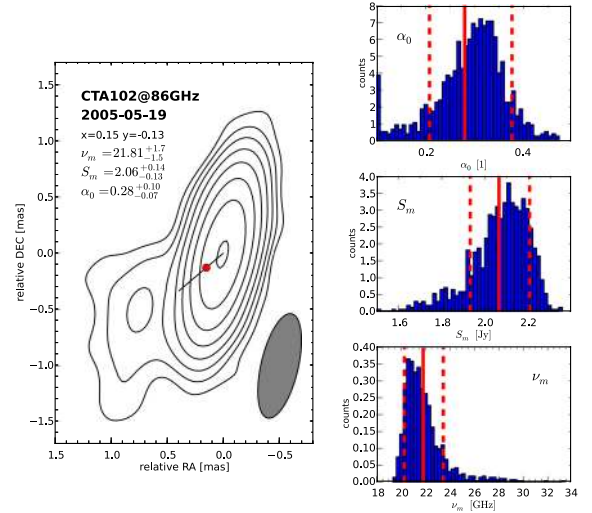 CTA102@86GHz
2005-05-19
x=0.15 y=-0.13
ν_m =21.81^{+1.7}_{-1.5}
S_m =2.06^{+0.14}_{-0.13}
α_0 =0.28^{+0.10}_{-0.07}
relative DEC [mas]
1.5
1.0
0.5
0.0
−0.5
−1.0
−1.5
1.5 1.0 0.5 0.0 −0.5
relative RA [mas]
α_0
counts
8
7
6
5
4
3
2
1
0
0.2 0.4
α_0 [1]
S_m
counts
4.0
3.5
3.0
2.5
2.0
1.5
1.0
0.5
0.0
1.6 1.8 2.0 2.2
S_m [Jy]
ν_m
counts
0.40
0.35
0.30
0.25
0.20
0.15
0.10
0.05
0.00
18 20 22 24 26 28 30 32 34
ν_m [GHz]